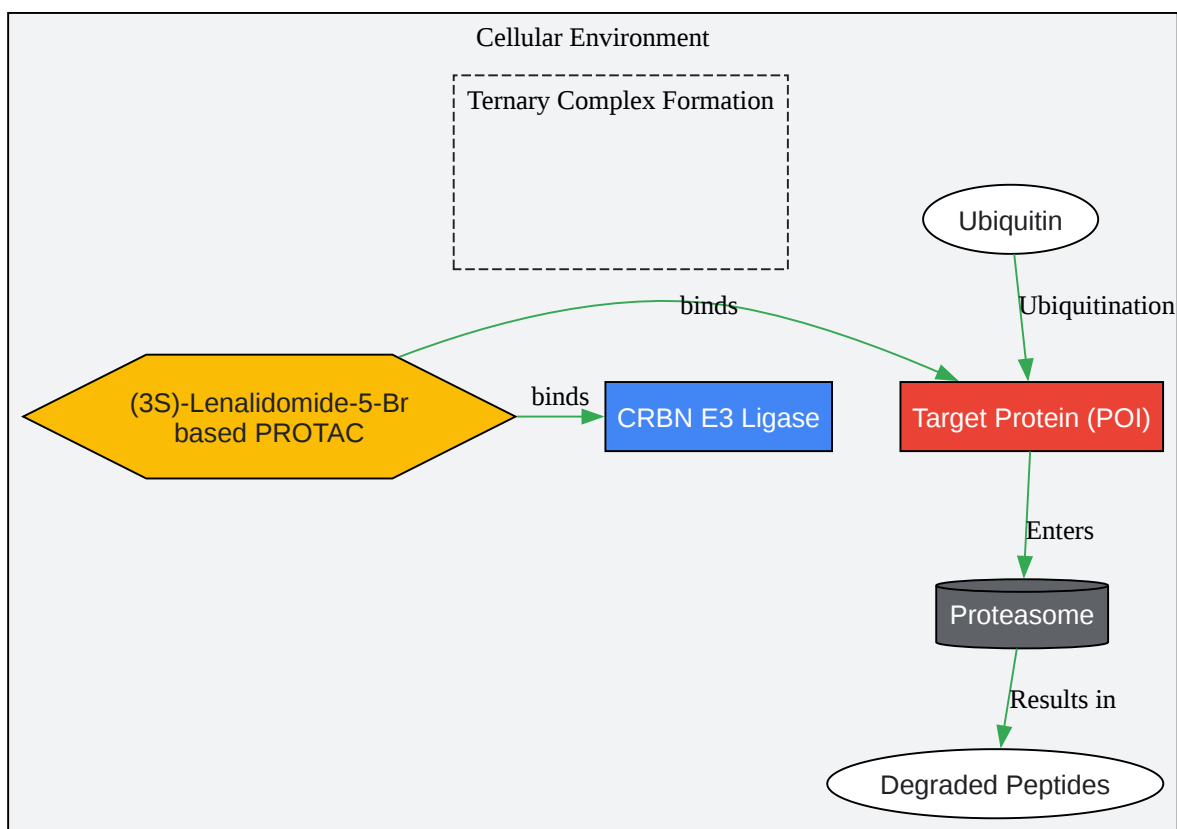 Cellular Environment
Ternary Complex Formation
Ubiquitin
binds
Ubiquitination
(3S)-Lenalidomide-5-Br
based PROTAC
binds
CRBN E3 Ligase
Target Protein (POI)
Enters
Proteasome
Results in
Degraded Peptides